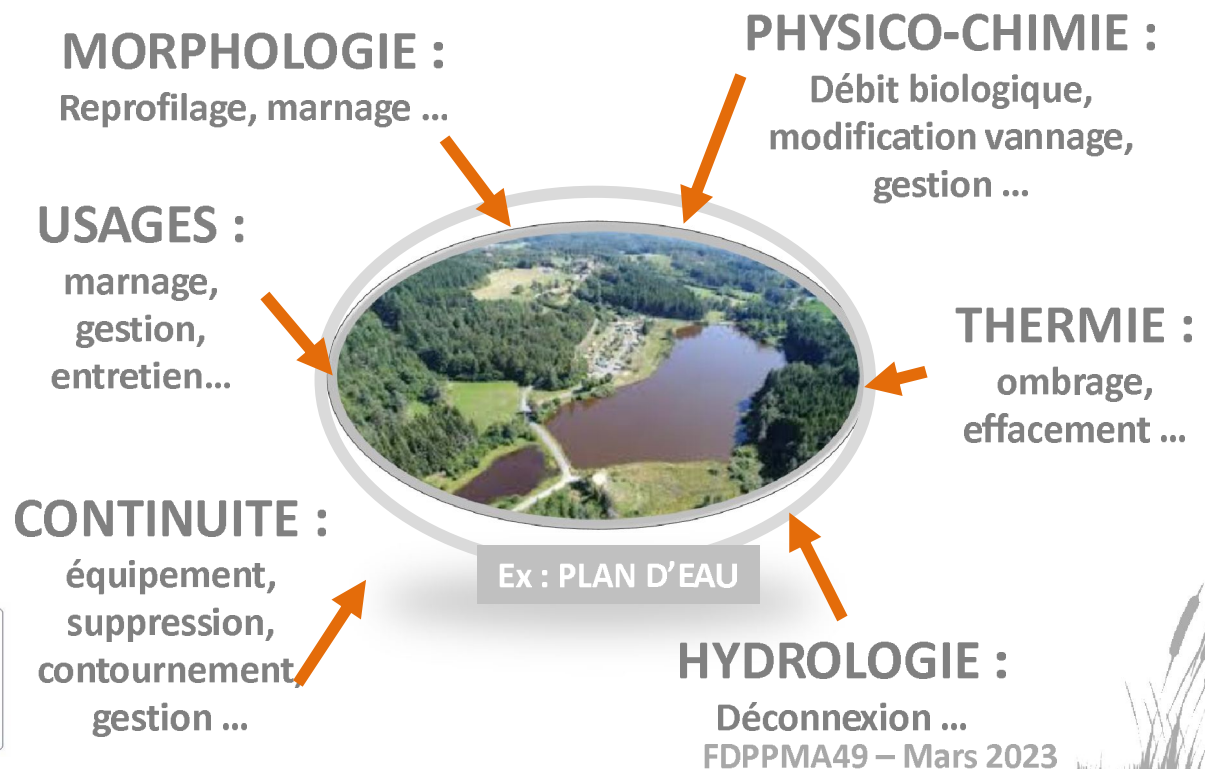 MORPHOLOGIE :
Reprofilage, marnage ...
PHYSICO-CHIMIE :
Débit biologique,
modification vannage,
gestion ...
USAGES :
marnage,
gestion,
entretien...
THERMIE :
ombrage,
effacement ...
CONTINUITE :
équipement,
suppression,
contournement,
gestion ...
Ex : PLAN D'EAU
HYDROLOGIE :
Déconnexion ...
FDPPMA49 – Mars 2023